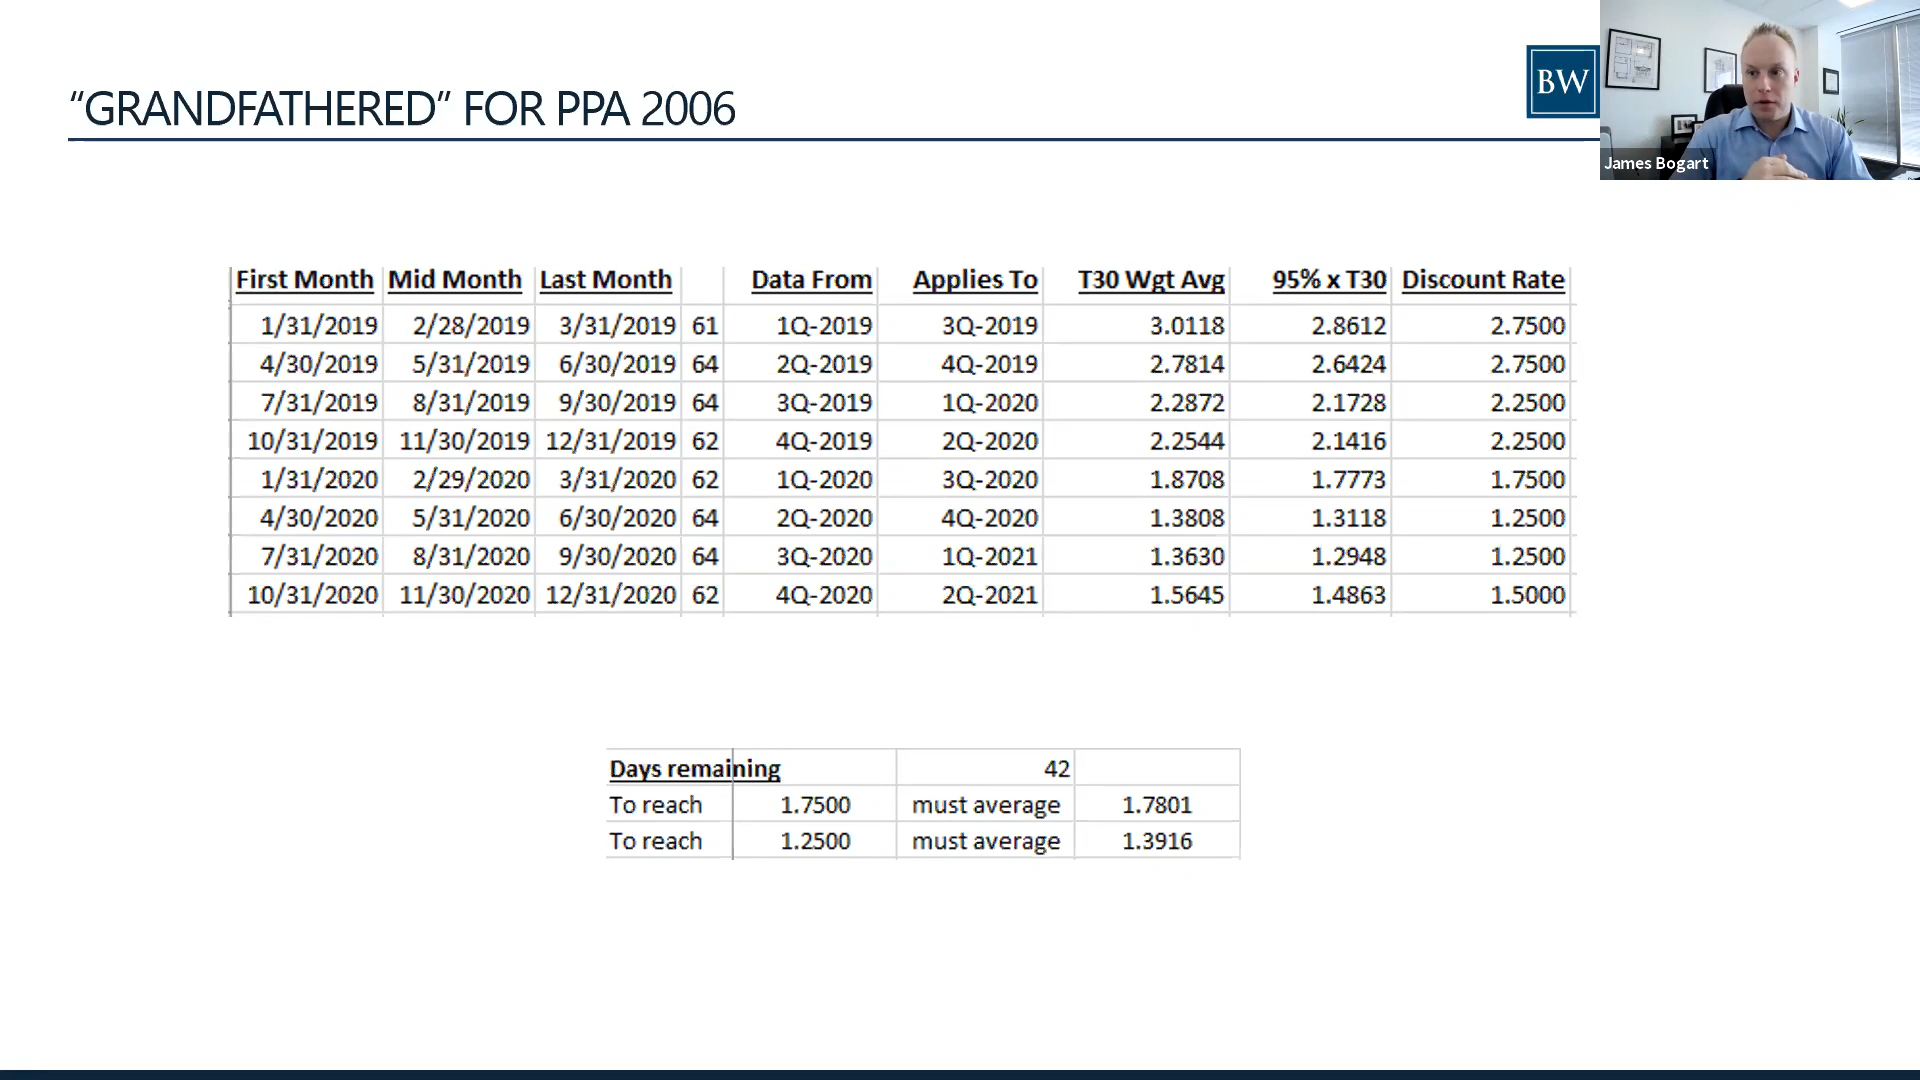 “GRANDFATHERED” FOR PPA 2006
BW
James Bogart
First Month Mid Month Last Month Data From Applies To T30 Wgt Avg 95% x T30 Discount Rate
1/31/2019 2/28/2019 3/31/2019 61 1Q-2019 3Q-2019 3.0118 2.8612 2.7500
4/30/2019 5/31/2019 6/30/2019 64 2Q-2019 4Q-2019 2.7814 2.6424 2.7500
7/31/2019 8/31/2019 9/30/2019 64 3Q-2019 1Q-2020 2.2872 2.1728 2.2500
10/31/2019 11/30/2019 12/31/2019 62 4Q-2019 2Q-2020 2.2544 2.1416 2.2500
1/31/2020 2/29/2020 3/31/2020 62 1Q-2020 3Q-2020 1.8708 1.7773 1.7500
4/30/2020 5/31/2020 6/30/2020 64 2Q-2020 4Q-2020 1.3808 1.3118 1.2500
7/31/2020 8/31/2020 9/30/2020 64 3Q-2020 1Q-2021 1.3630 1.2948 1.2500
10/31/2020 11/30/2020 12/31/2020 62 4Q-2020 2Q-2021 1.5645 1.4863 1.5000
Days remaining 42
To reach 1.7500 must average 1.7801
To reach 1.2500 must average 1.3916